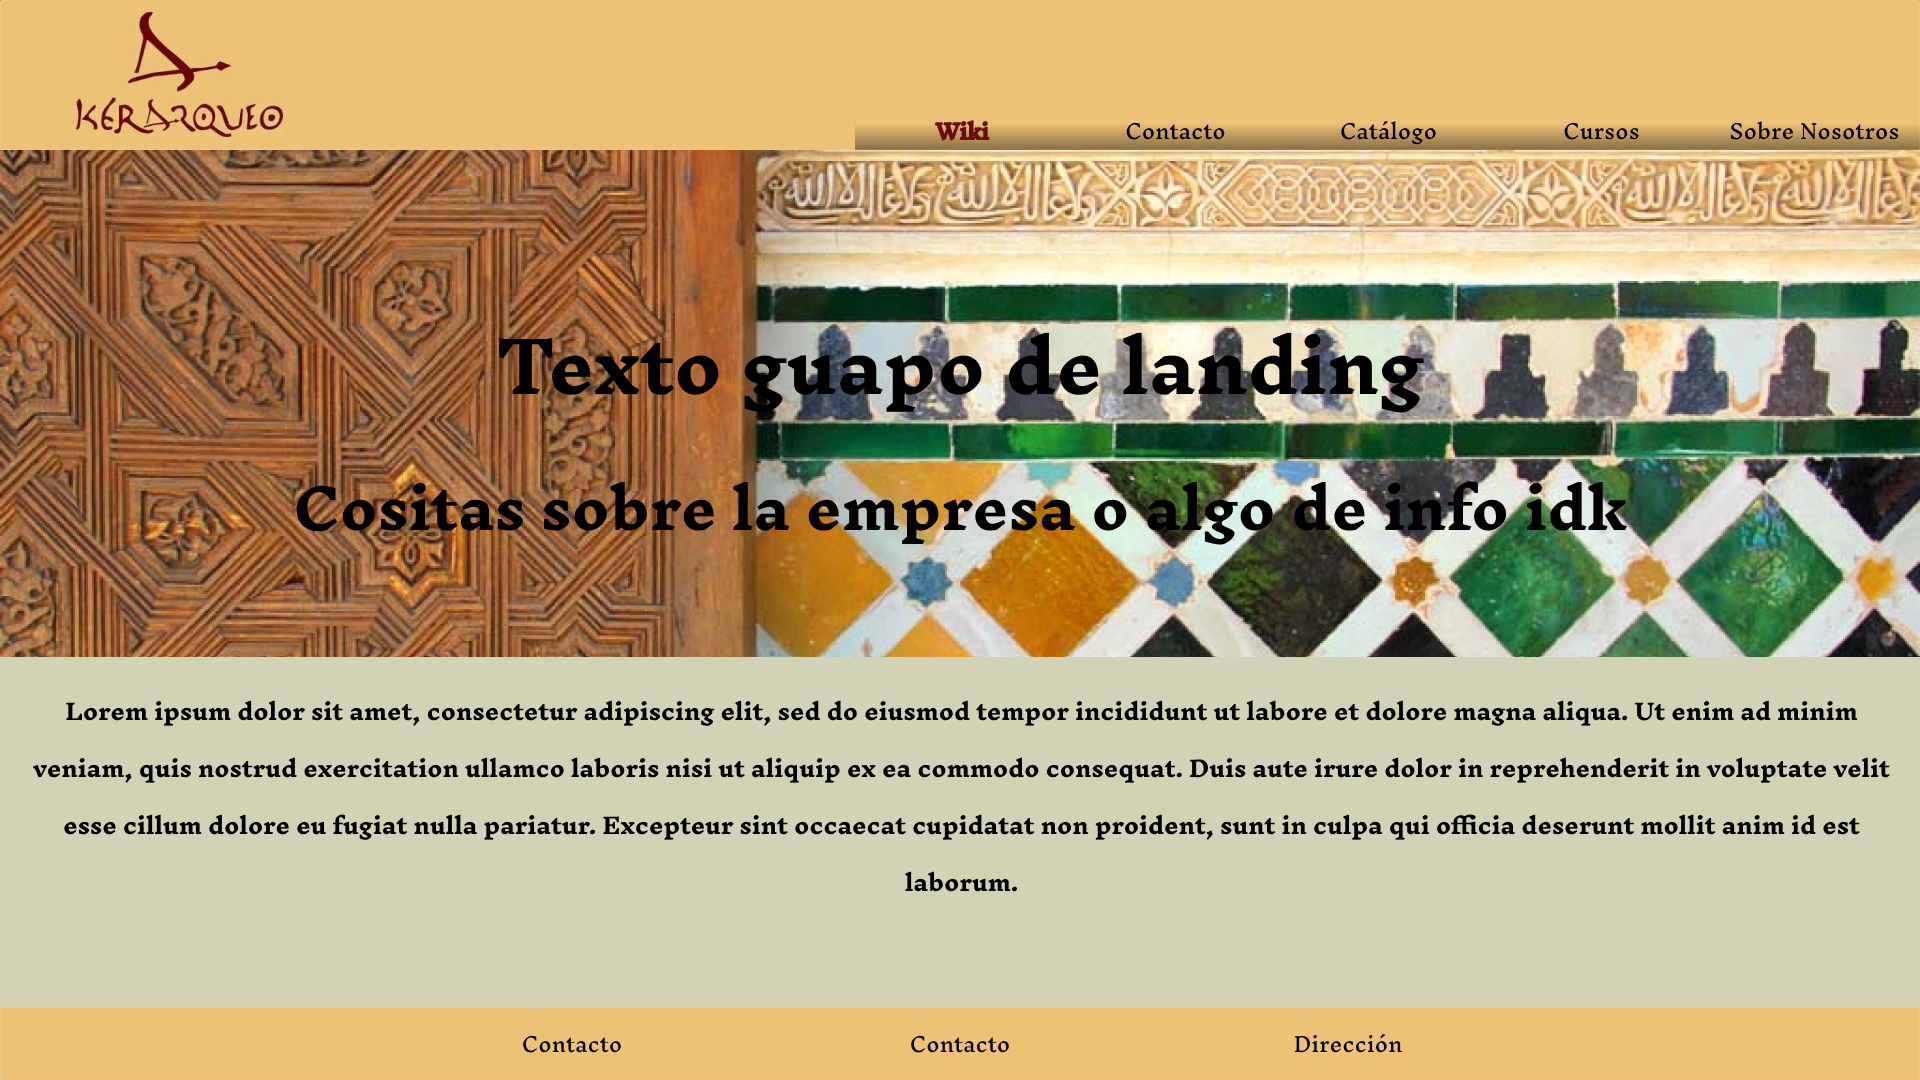 KÉRARQUEO
Wiki Contacto Catálogo Cursos Sobre Nosotros
Texto guapo de landing
Cositas sobre la empresa o algo de info idk
Lorem ipsum dolor sit amet, consectetur adipiscing elit, sed do eiusmod tempor incididunt ut labore et dolore magna aliqua. Ut enim ad minim
veniam, quis nostrud exercitation ullamco laboris nisi ut aliquip ex ea commodo consequat. Duis aute irure dolor in reprehenderit in voluptate velit
esse cillum dolore eu fugiat nulla pariatur. Excepteur sint occaecat cupidatat non proident, sunt in culpa qui officia deserunt mollit anim id est
laborum.
Contacto Contacto Dirección